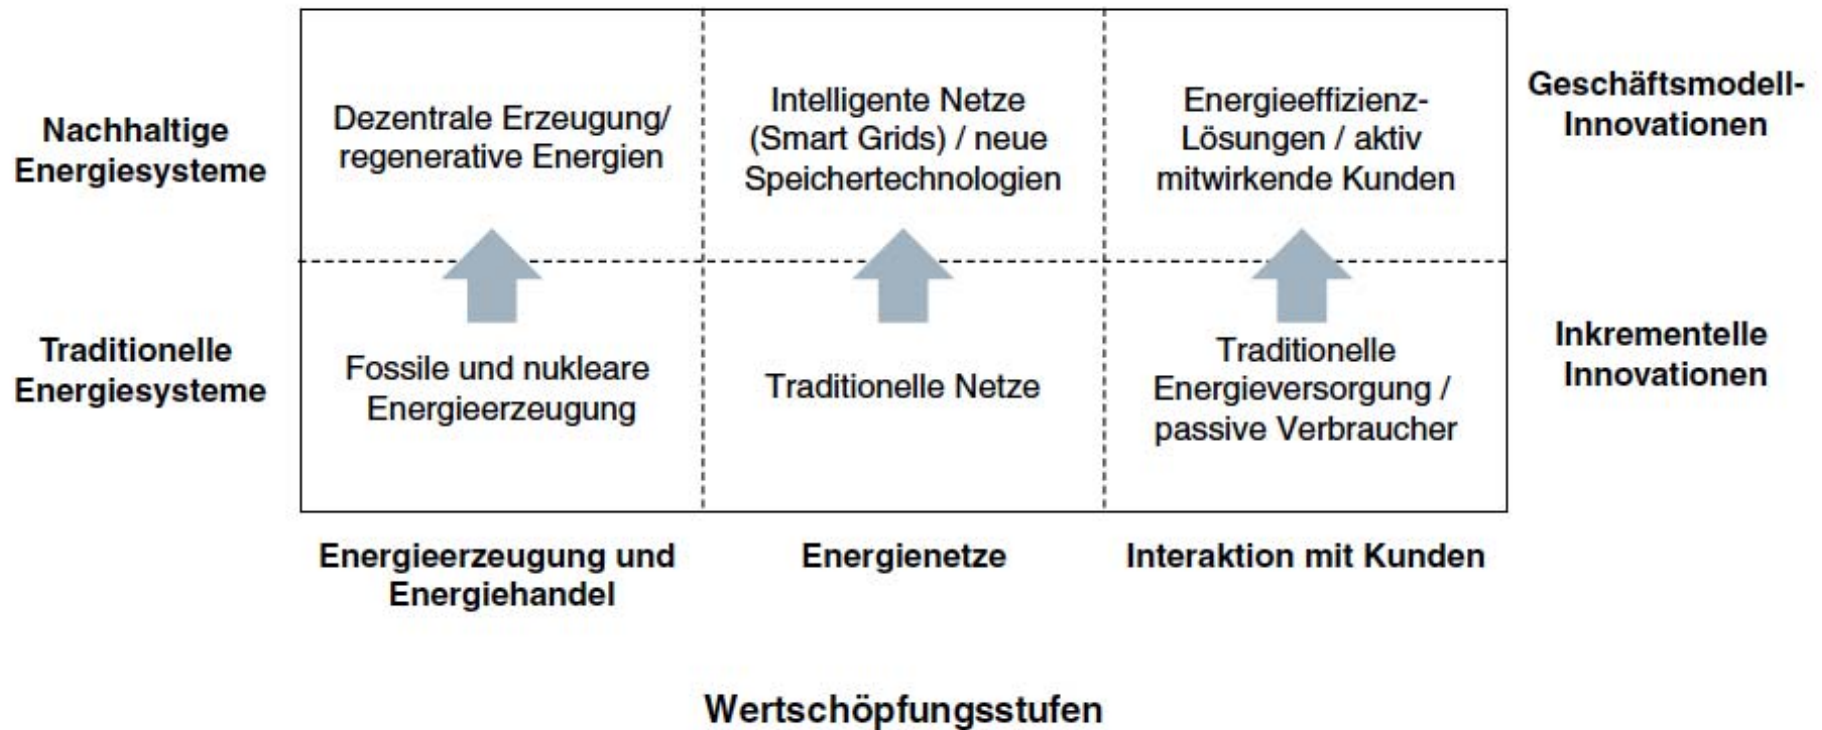 Nachhaltige
Energiesysteme
Dezentrale Erzeugung/
regenerative Energien
Intelligente Netze
(Smart Grids) / neue
Speichertechnologien
Energieeffizienz-
Lösungen / aktiv
mitwirkende Kunden
Geschäftsmodell-
Innovationen
Traditionelle
Energiesysteme
Fossile und nukleare
Energieerzeugung
Traditionelle Netze
Traditionelle
Energieversorgung /
passive Verbraucher
Inkrementelle
Innovationen
Energieerzeugung und
Energiehandel
Energienetze
Interaktion mit Kunden
Wertschöpfungsstufen